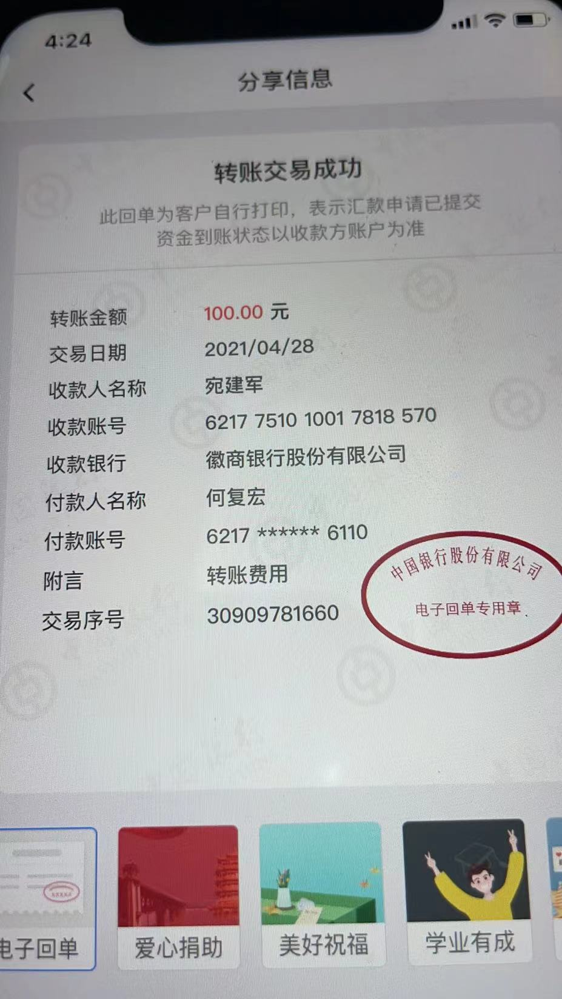 4:24
分享信息
转账交易成功
此回单为客户自行打印，表示汇款申请已提交
资金到账状态以收款方账户为准
转账金额 100.00 元
交易日期 2021/04/28
收款人名称 宛建军
收款账号 6217 7510 1001 7818 570
收款银行 徽商银行股份有限公司
付款人名称 何复宏
付款账号 6217 ****** 6110
附言 转账费用
交易序号 30909781660
中国银行股份有限公司
电子回单专用章
电子回单 爱心捐助 美好祝福 学业有成